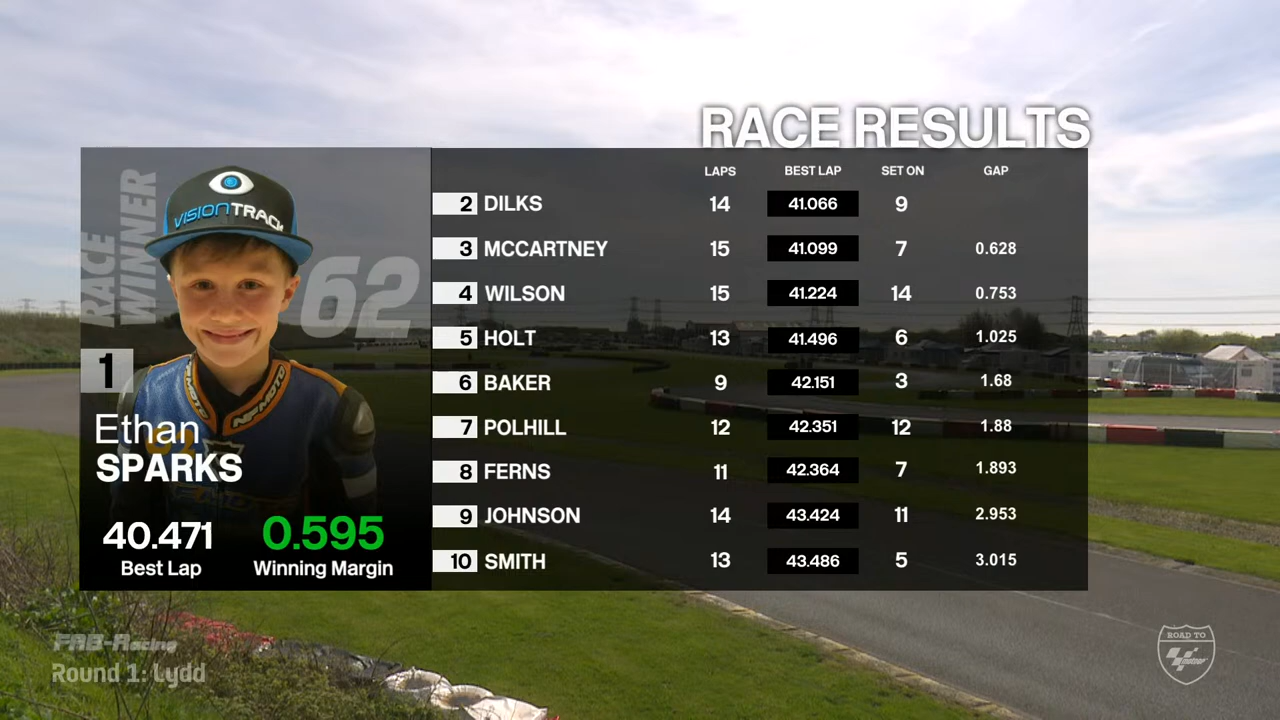 RACE RESULTS
RACE WINNER
VISIONTRACK
62
1
Ethan
SPARKS
40.471 0.595
Best Lap Winning Margin
LAPS BEST LAP SET ON GAP
2 DILKS 14 41.066 9
3 MCCARTNEY 15 41.099 7 0.628
4 WILSON 15 41.224 14 0.753
5 HOLT 13 41.496 6 1.025
6 BAKER 9 42.151 3 1.68
7 POLHILL 12 42.351 12 1.88
8 FERNS 11 42.364 7 1.893
9 JOHNSON 14 43.424 11 2.953
10 SMITH 13 43.486 5 3.015
FAB-Racing
Round 1: Lydd
ROAD TO